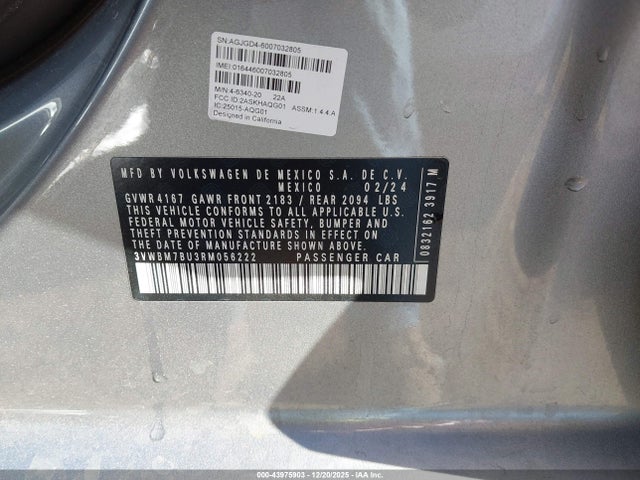 SN:AGJGD4-6007032805
IMEI:016446007032805
M/N:4-6340-20 22A
FCC ID:2ASKHAQG01 ASSM:1.4.4.A
IC:25015-AQG01
Designed in California
MFD BY VOLKSWAGEN DE MEXICO S.A. DE C.V.
MEXICO 02/24
GVWR 4167 GAWR FRONT 2183 / REAR 2094 LBS
THIS VEHICLE CONFORMS TO ALL APPLICABLE U.S.
FEDERAL MOTOR VEHICLE SAFETY, BUMPER AND
THEFT PREVENTION STANDARDS IN EFFECT ON THE
DATE OF MANUFACTURE SHOWN ABOVE.
3VWBM7BU3RM056222 PASSENGER CAR
0832162 3917 M
000-43975903 - 12/20/2025 - IAAI.COM